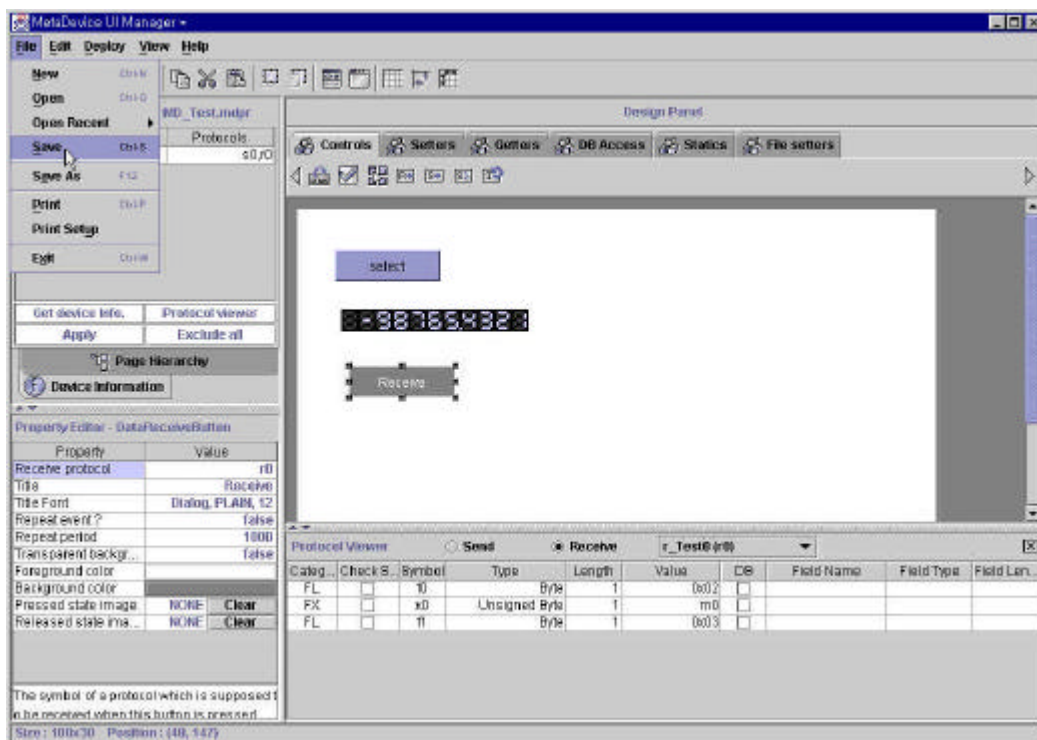 MetaDevice UI Manager
File Edit Deploy View Help
New Ctrl-N
Open Ctrl-O
Open Recent
Save Ctrl-S
Save As F12
Print Ctrl-P
Print Setup
Exit
MD_Test.mdpr
Protocols
s0,r0
Get device Info. Protocol viewer
Apply Exclude all
Page Hierarchy
Device Information
Property Editor - DataReceiveButton
Property Value
Receive protocol r0
Title Receive
Title Font Dialog, PLAIN, 12
Repeat event ? false
Repeat period 1000
Transparent backgr... false
Foreground color
Background color
Pressed state image NONE Clear
Released state ima... NONE Clear
The symbol of a protocol which is supposed t
o be received when this button is pressed
Size : 100x30 Position : (40, 147)
Design Panel
Controls Setters Getters DB Access Statics File setters
select
-98765.4321
Receive
Protocol Viewer Send Receive r_Test0 (r0)
Categ... Check S... Symbol Type Length Value DB Field Name Field Type Field Len...
FL f0 Byte 1 0x02
FX x0 Unsigned Byte 1 m0
FL f1 Byte 1 0x03